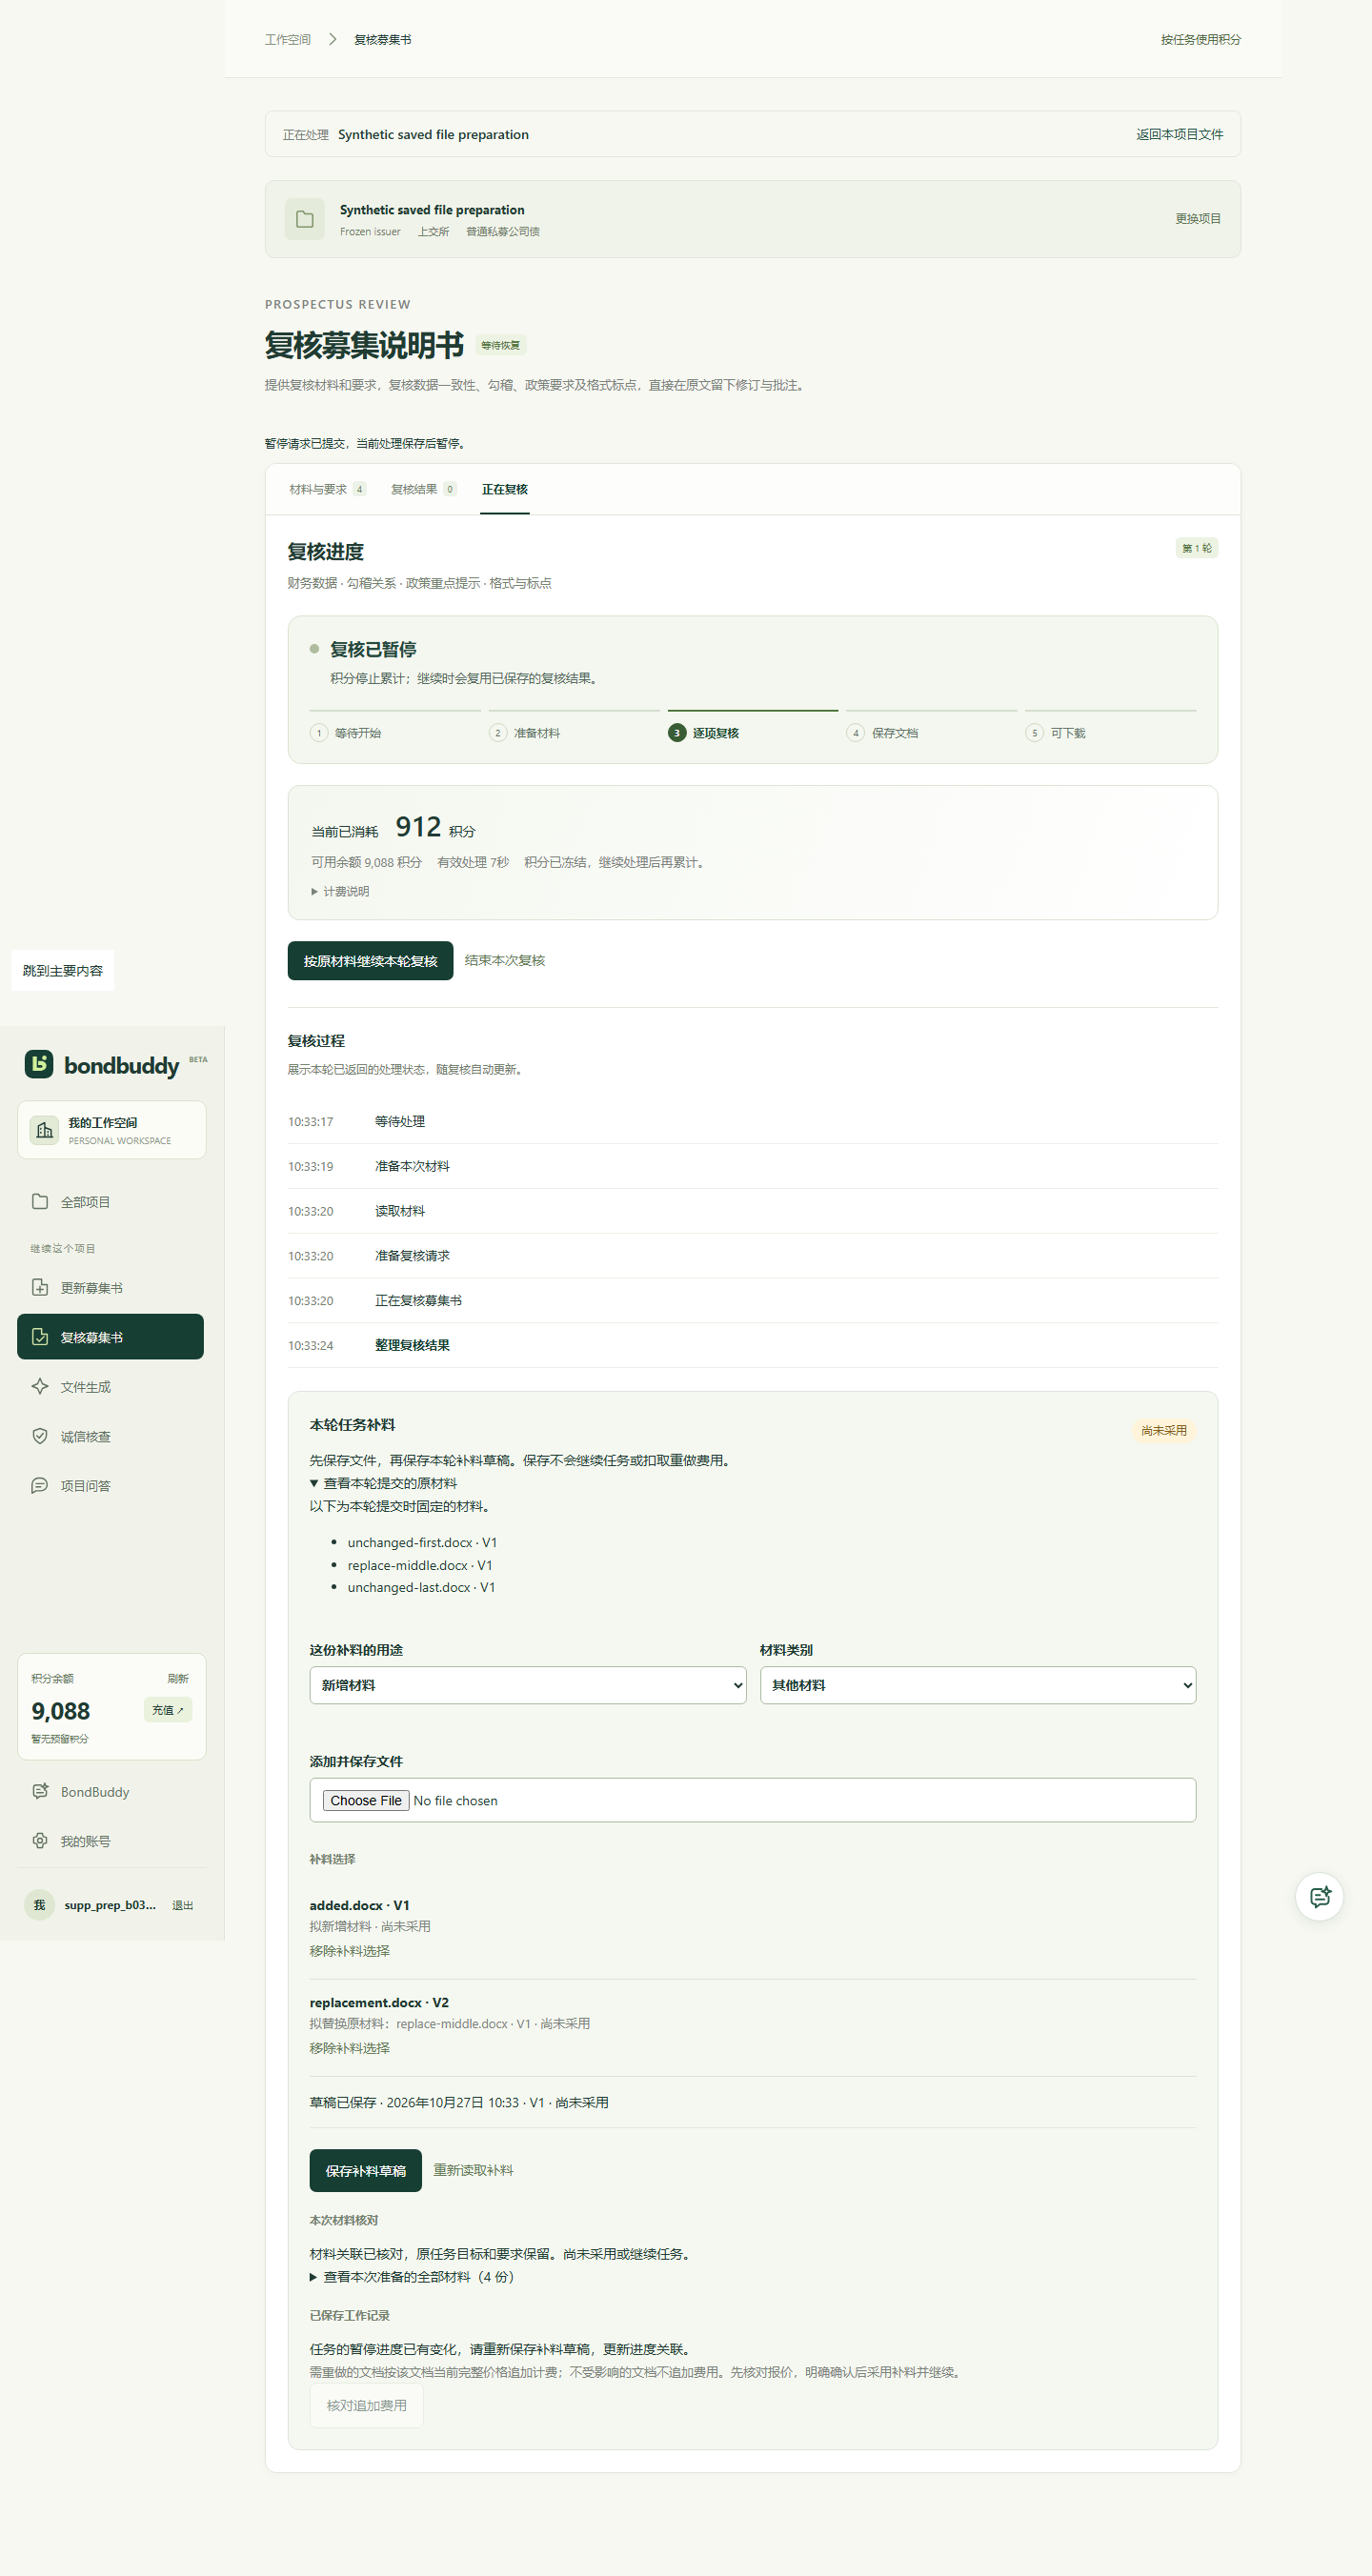 工作空间
复核募集书
按任务使用积分
正在处理 Synthetic saved file preparation
返回本项目文件
Synthetic saved file preparation
Frozen issuer 上交所 普通私募公司债
更换项目
PROSPECTUS REVIEW
复核募集说明书 等待恢复
提供复核材料和要求，复核数据一致性、勾稽、政策要求及格式标点，直接在原文留下修订与批注。
暂停请求已提交，当前处理保存后暂停。
材料与要求 4 复核结果 0 正在复核
复核进度
第 1 轮
财务数据 · 勾稽关系 · 政策重点提示 · 格式与标点
复核已暂停
积分停止累计；继续时会复用已保存的复核结果。
1 等待开始 2 准备材料 3 逐项复核 4 保存文档 5 可下载
当前已消耗 912 积分
可用余额 9,088 积分 有效处理 7秒 积分已冻结，继续处理后再累计。
计费说明
按原材料继续本轮复核 结束本次复核
复核过程
展示本轮已返回的处理状态，随复核自动更新。
10:33:17 等待处理
10:33:19 准备本次材料
10:33:20 读取材料
10:33:20 准备复核请求
10:33:20 正在复核募集书
10:33:24 整理复核结果
本轮任务补料
尚未采用
先保存文件，再保存本轮补料草稿。保存不会继续任务或扣取重做费用。
查看本轮提交的原材料
以下为本轮提交时固定的材料。
unchanged-first.docx · V1
replace-middle.docx · V1
unchanged-last.docx · V1
这份补料的用途 材料类别
新增材料 其他材料
添加并保存文件
Choose File No file chosen
补料选择
added.docx · V1
拟新增材料 · 尚未采用
移除补料选择
replacement.docx · V2
拟替换原材料：replace-middle.docx · V1 · 尚未采用
移除补料选择
草稿已保存 · 2026年10月27日 10:33 · V1 · 尚未采用
保存补料草稿 重新读取补料
本次材料核对
材料关联已核对，原任务目标和要求保留。尚未采用或继续任务。
查看本次准备的全部材料（4 份）
已保存工作记录
任务的暂停进度已有变化，请重新保存补料草稿，更新进度关联。
需重做的文档按该文档当前完整价格追加计费；不受影响的文档不追加费用。先核对报价，明确确认后采用补料并继续。
核对追加费用
跳到主要内容
bondbuddy BETA
我的工作空间
PERSONAL WORKSPACE
全部项目
继续这个项目
更新募集书
复核募集书
文件生成
诚信核查
项目问答
积分余额 刷新
9,088 充值 ↗
暂无预留积分
BondBuddy
我的账号
我 supp_prep_b03... 退出